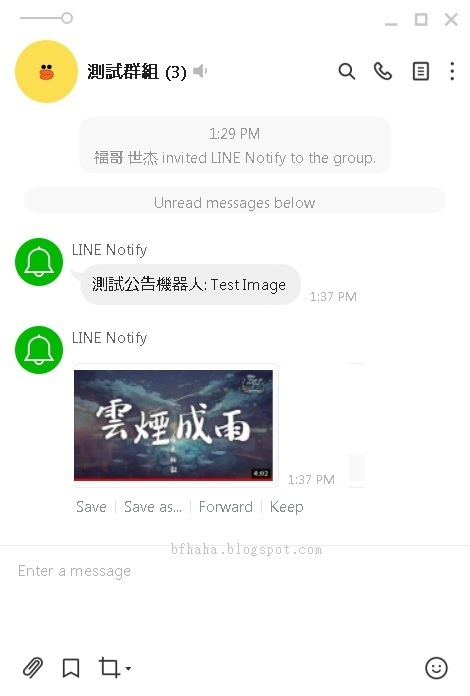 測試群組 (3)
1:29 PM
福哥 世杰 invited LINE Notify to the group.
Unread messages below
LINE Notify
測試公告機器人: Test Image
1:37 PM
LINE Notify
雲煙成雨
4:02
1:37 PM
Save
Save as...
Forward
Keep
bfhaha.blogspot.com
Enter a message